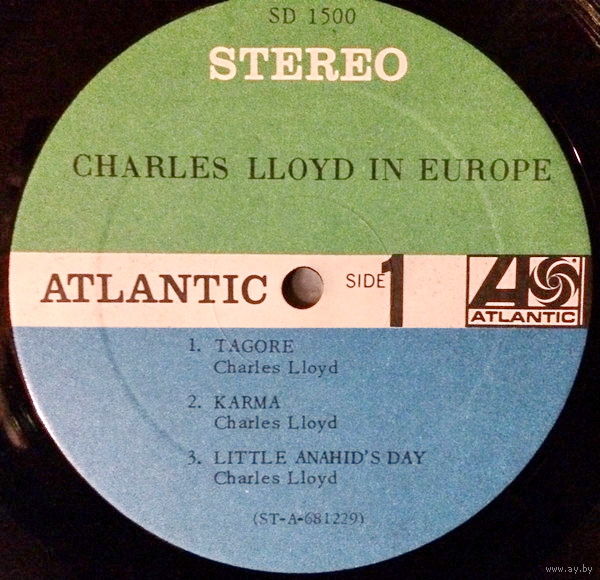 SD 1500
STEREO
CHARLES LLOYD IN EUROPE
ATLANTIC
SIDE 1
A
ATLANTIC
1. TAGORE
Charles Lloyd
2. KARMA
Charles Lloyd
3. LITTLE ANAHID'S DAY
Charles Lloyd
(ST-A-681229)
www.ay.by